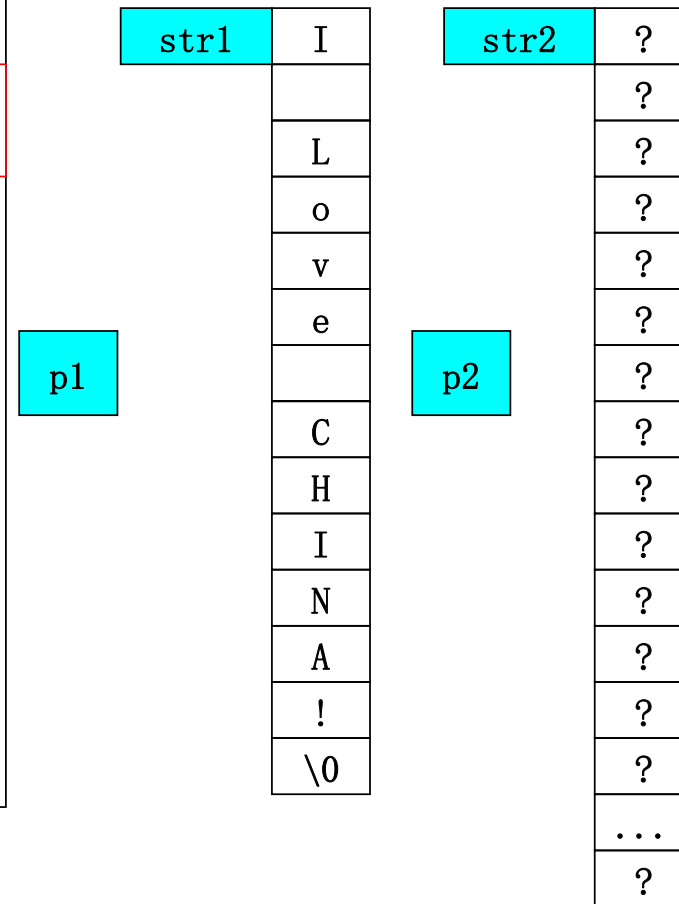 str1 I str2 ?
?
L ?
o ?
v ?
e ?
p1 p2 ?
C ?
H ?
I ?
N ?
A ?
! ?
\0 ?
...
?